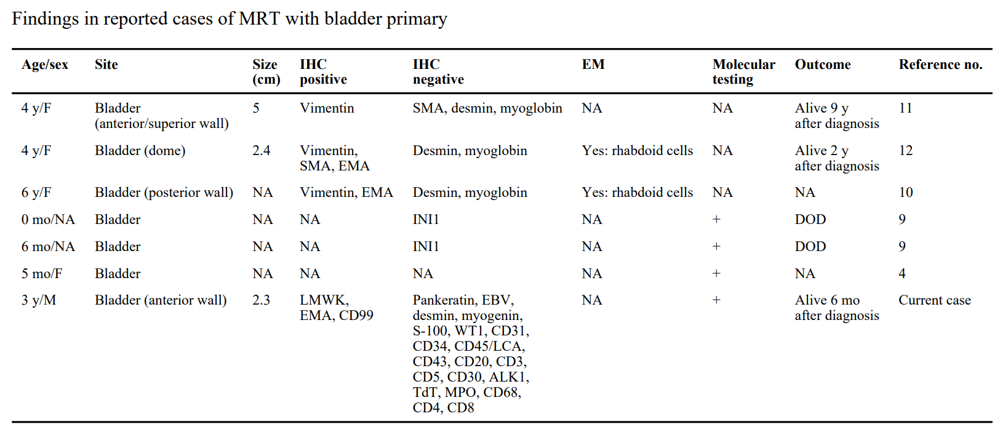 Findings in reported cases of MRT with bladder primary
Age/sex Site Size (cm) IHC positive IHC negative EM Molecular testing Outcome Reference no.
4 y/F Bladder (anterior/superior wall) 5 Vimentin SMA, desmin, myoglobin NA NA Alive 9 y after diagnosis 11
4 y/F Bladder (dome) 2.4 Vimentin, SMA, EMA Desmin, myoglobin Yes: rhabdoid cells NA Alive 2 y after diagnosis 12
6 y/F Bladder (posterior wall) NA Vimentin, EMA Desmin, myoglobin Yes: rhabdoid cells NA NA 10
0 mo/NA Bladder NA NA INI1 NA + DOD 9
6 mo/NA Bladder NA NA INI1 NA + DOD 9
5 mo/F Bladder NA NA NA NA + NA 4
3 y/M Bladder (anterior wall) 2.3 LMWK, EMA, CD99 Pankeratin, EBV, desmin, myogenin, S-100, WT1, CD31, CD34, CD45/LCA, CD43, CD20, CD3, CD5, CD30, ALK1, TdT, MPO, CD68, CD4, CD8 NA + Alive 6 mo after diagnosis Current case